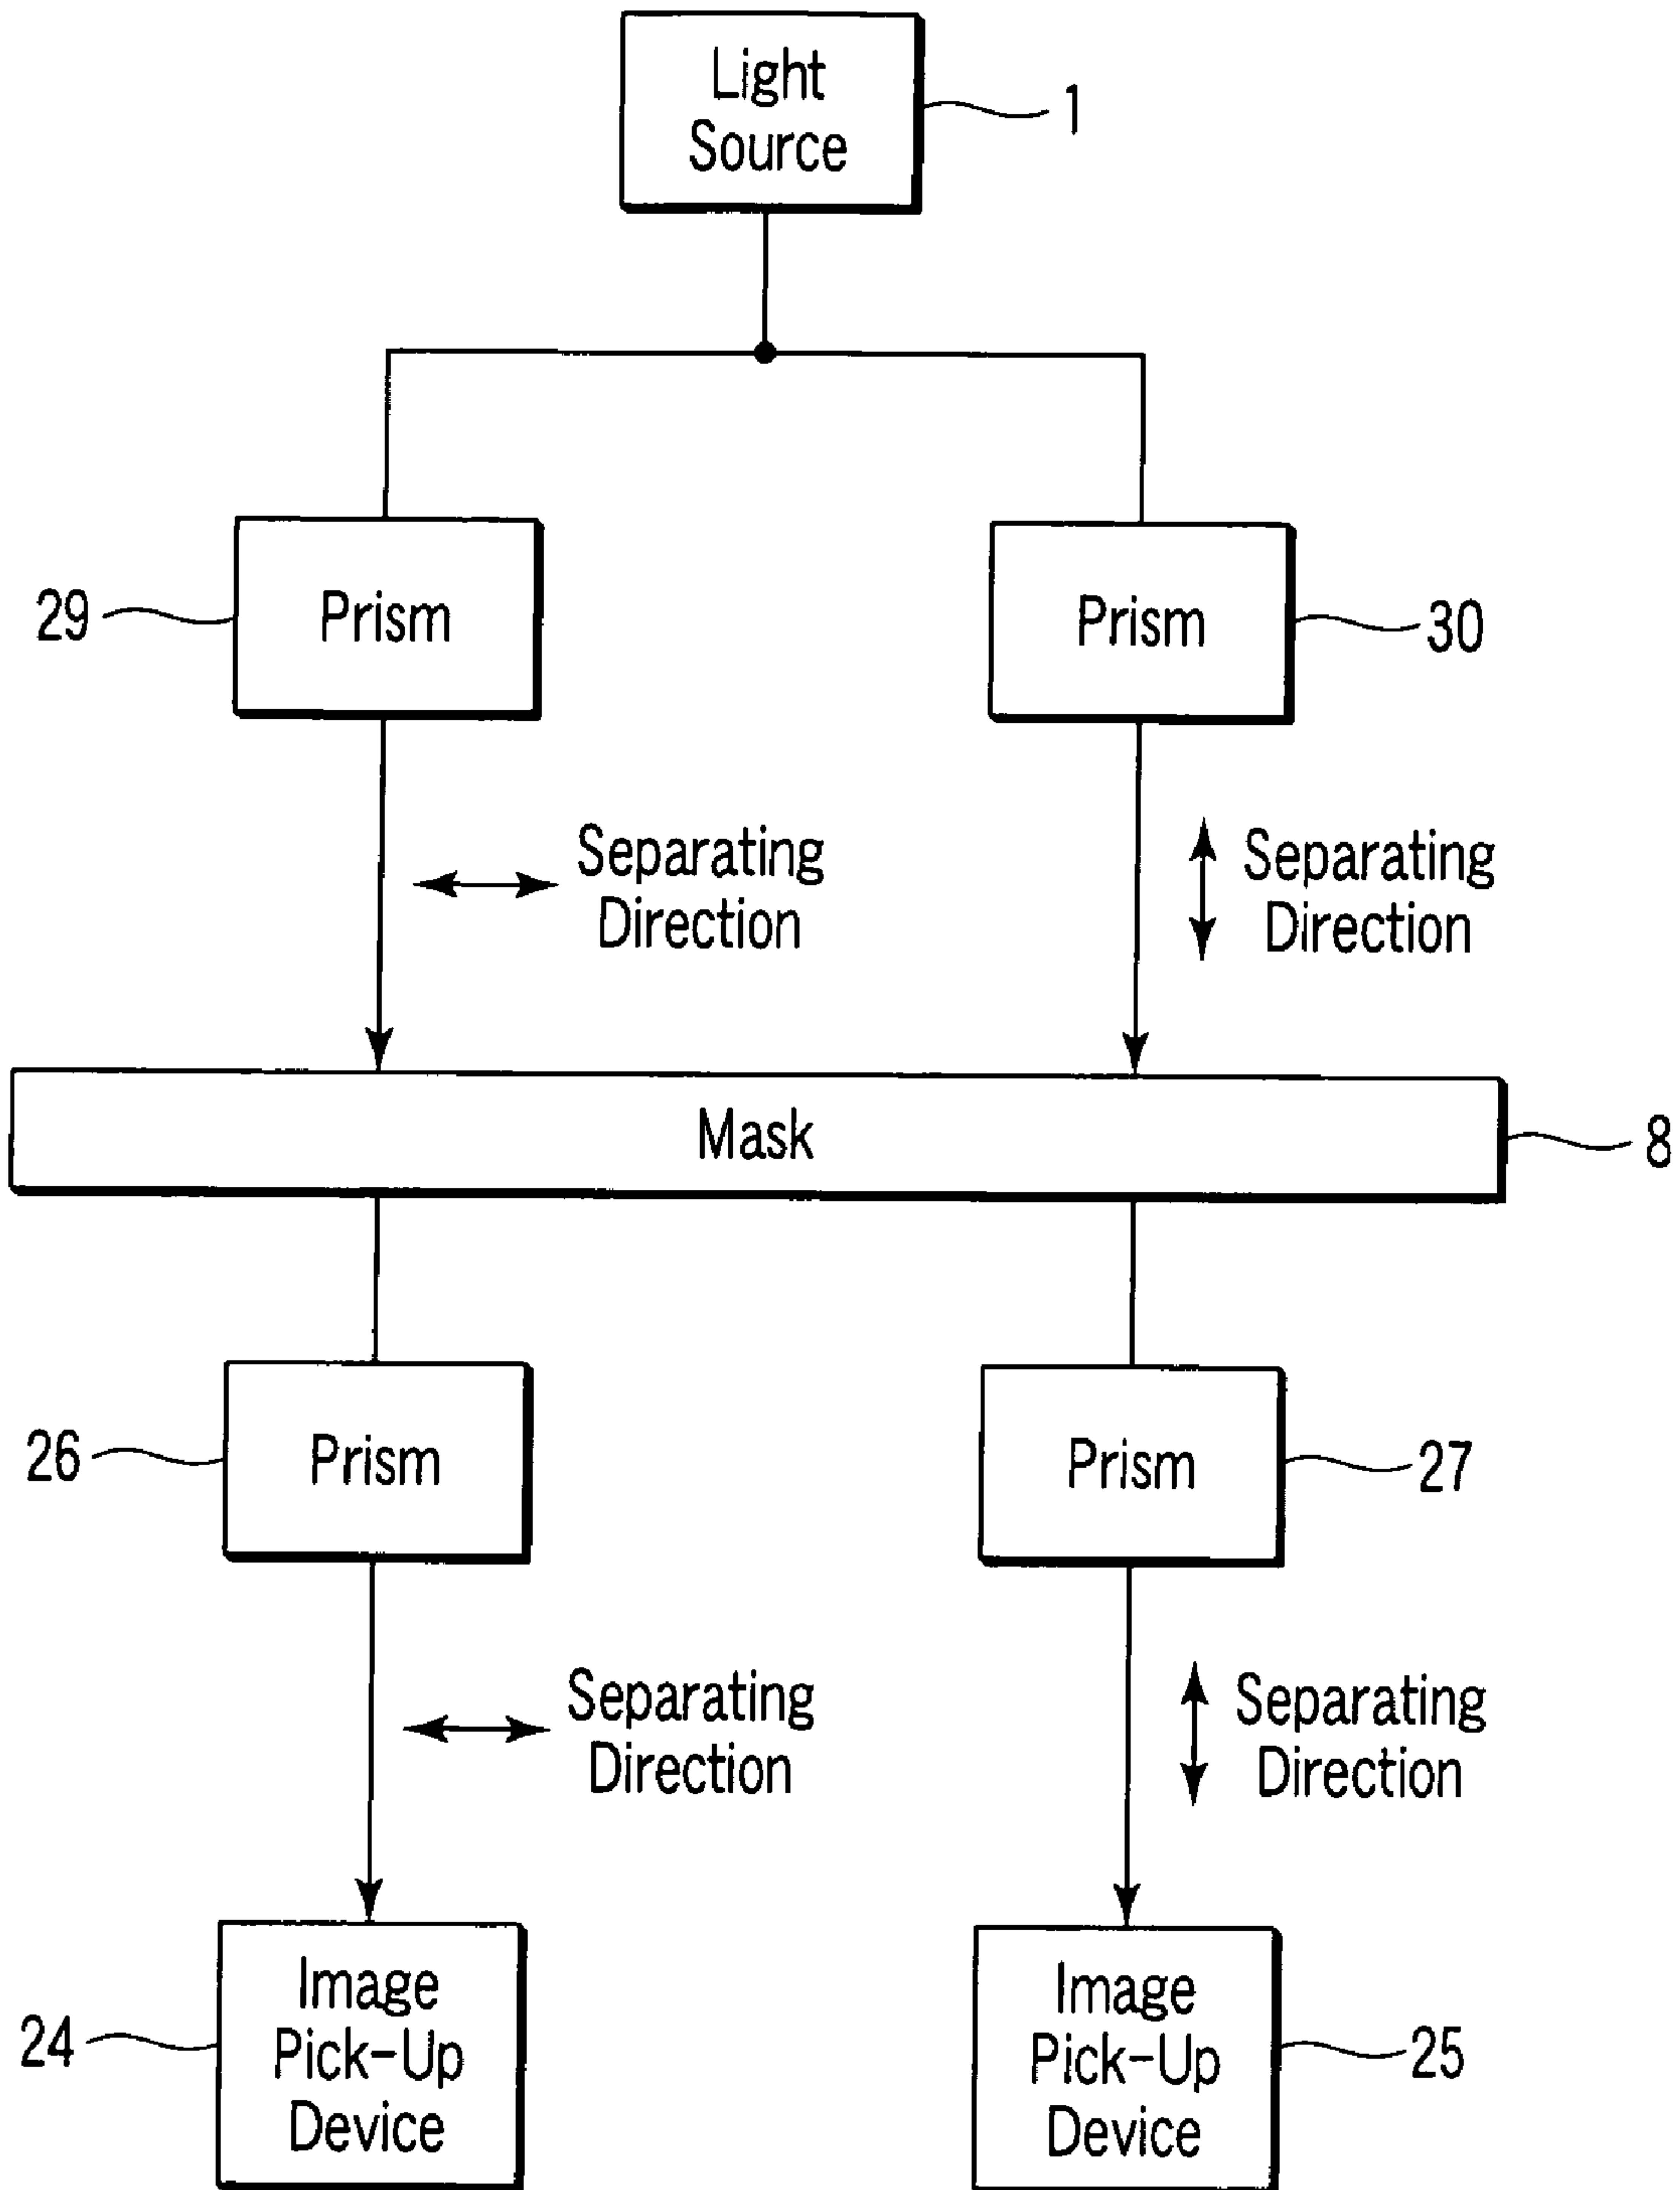 Light
Source
1
29
Prism
Prism
30
Separating
Direction
Separating
Direction
Mask
8
26
Prism
Prism
27
Separating
Direction
Separating
Direction
24
Image
Pick-Up
Device
Image
Pick-Up
Device
25